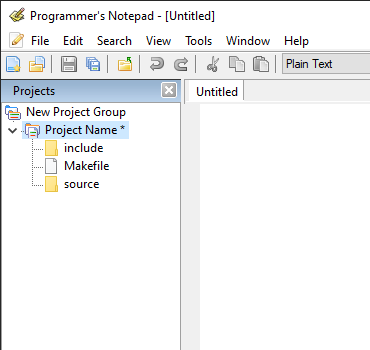 Programmer's Notepad - [Untitled]
File Edit Search View Tools Window Help
Plain Text
Projects
Untitled
New Project Group
Project Name *
include
Makefile
source